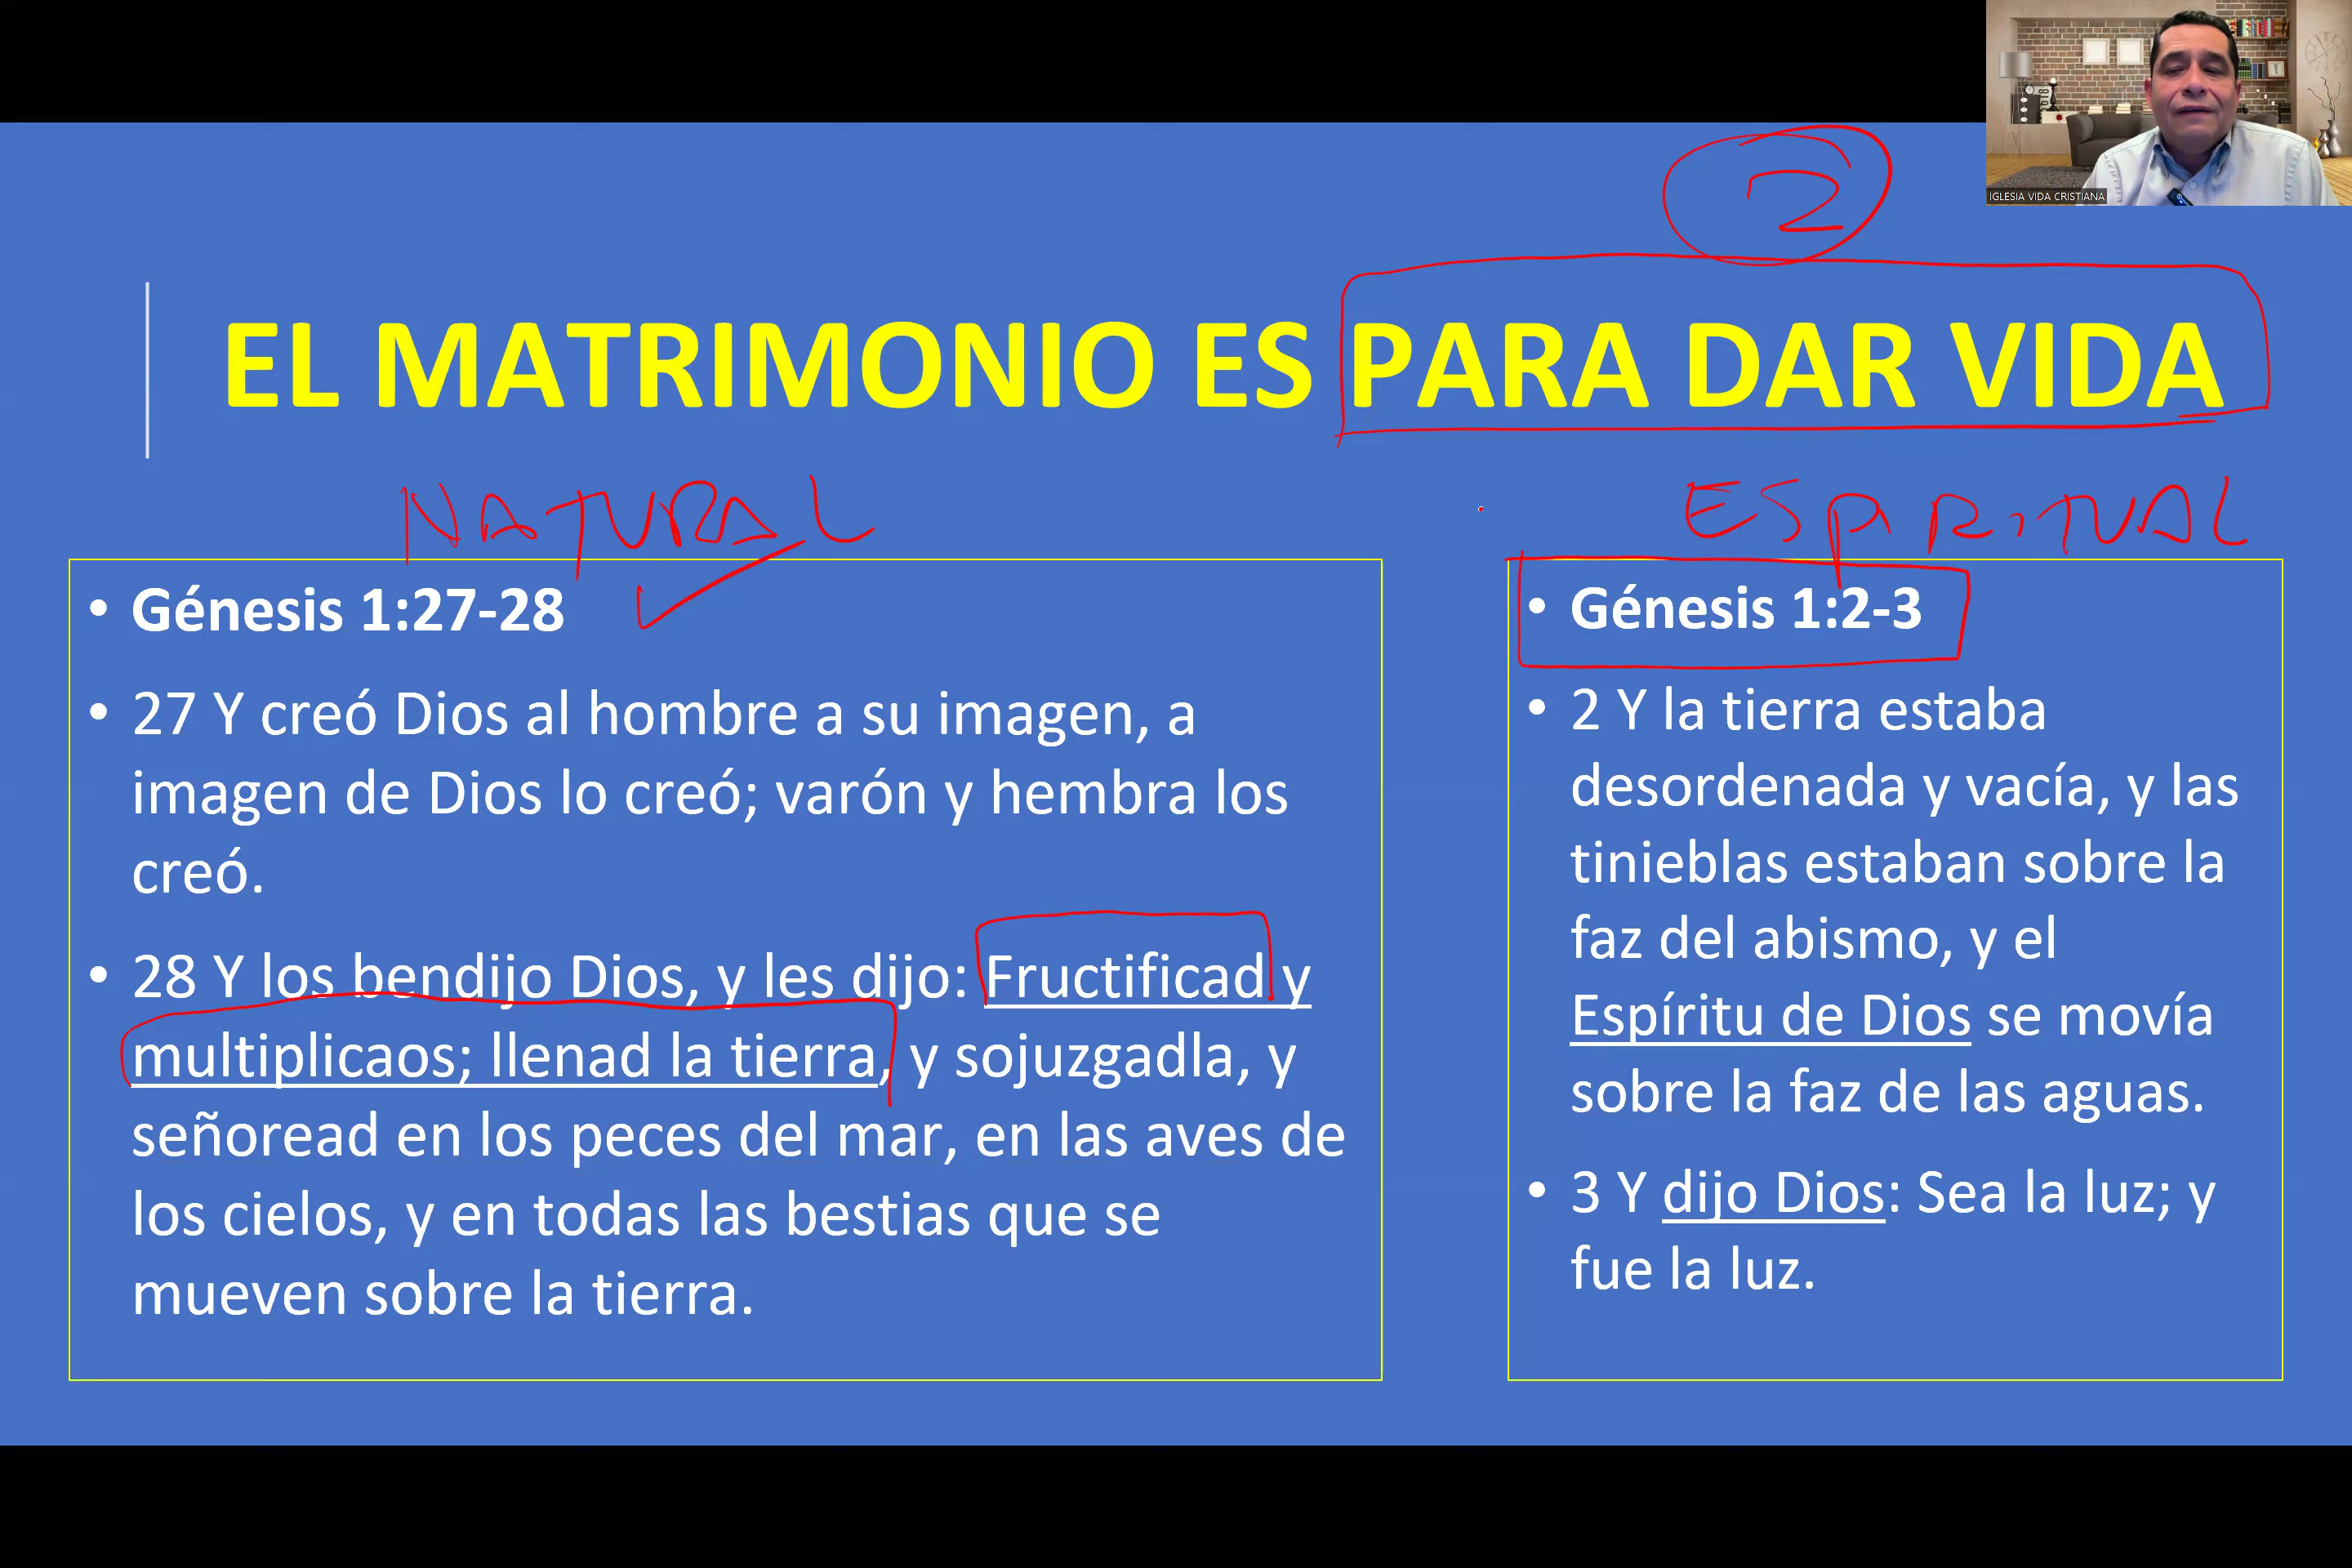 IGLESIA VIDA CRISTIANA
2
EL MATRIMONIO ES PARA DAR VIDA
NATURAL
• Génesis 1:27-28
• 27 Y creó Dios al hombre a su imagen, a
imagen de Dios lo creó; varón y hembra los
creó.
• 28 Y los bendijo Dios, y les dijo: Fructificad y
multiplicaos; llenad la tierra, y sojuzgadla, y
señoread en los peces del mar, en las aves de
los cielos, y en todas las bestias que se
mueven sobre la tierra.
ESPIRITUAL
• Génesis 1:2-3
• 2 Y la tierra estaba
desordenada y vacía, y las
tinieblas estaban sobre la
faz del abismo, y el
Espíritu de Dios se movía
sobre la faz de las aguas.
• 3 Y dijo Dios: Sea la luz; y
fue la luz.